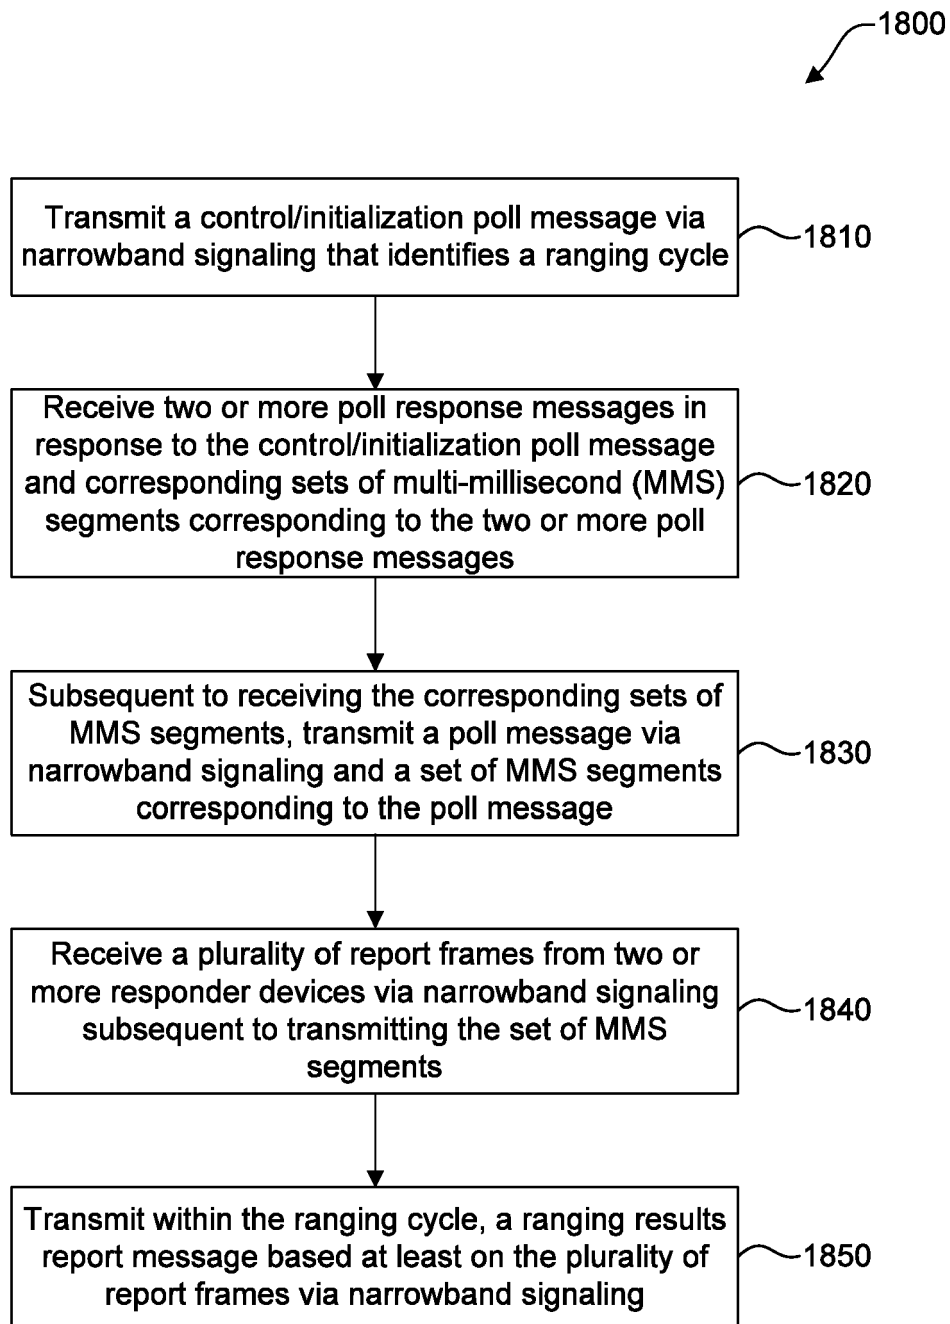 1800
Transmit a control/initialization poll message via
narrowband signaling that identifies a ranging cycle
1810
Receive two or more poll response messages in
response to the control/initialization poll message
and corresponding sets of multi-millisecond (MMS)
segments corresponding to the two or more poll
response messages
1820
Subsequent to receiving the corresponding sets of
MMS segments, transmit a poll message via
narrowband signaling and a set of MMS segments
corresponding to the poll message
1830
Receive a plurality of report frames from two or
more responder devices via narrowband signaling
subsequent to transmitting the set of MMS
segments
1840
Transmit within the ranging cycle, a ranging results
report message based at least on the plurality of
report frames via narrowband signaling
1850